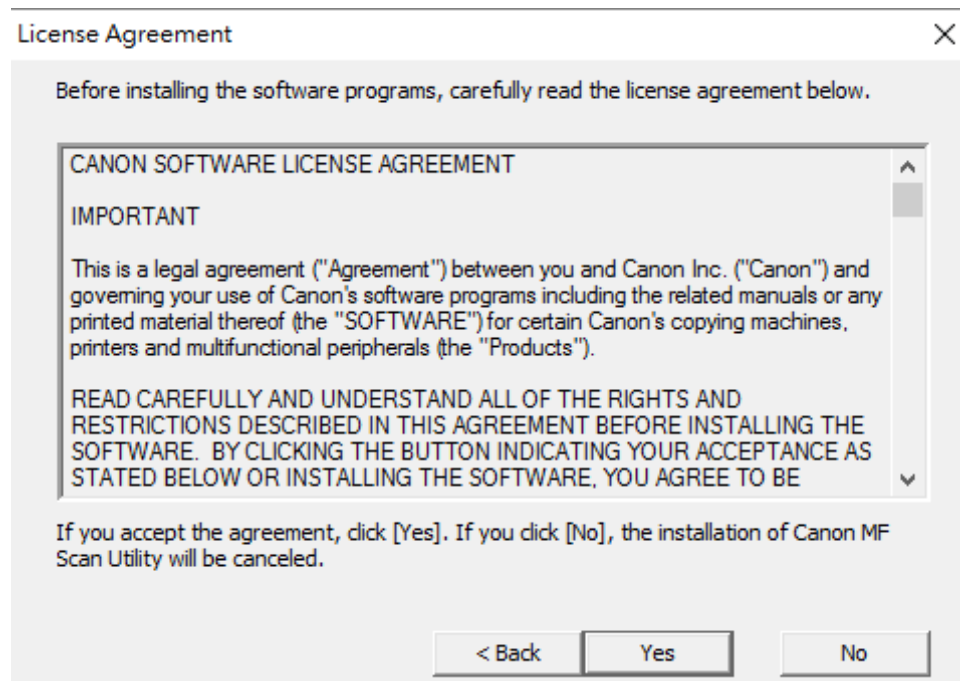 License Agreement
Before installing the software programs, carefully read the license agreement below.
CANON SOFTWARE LICENSE AGREEMENT
IMPORTANT
This is a legal agreement ("Agreement") between you and Canon Inc. ("Canon") and
governing your use of Canon's software programs including the related manuals or any
printed material thereof (the "SOFTWARE") for certain Canon's copying machines,
printers and multifunctional peripherals (the "Products").
READ CAREFULLY AND UNDERSTAND ALL OF THE RIGHTS AND
RESTRICTIONS DESCRIBED IN THIS AGREEMENT BEFORE INSTALLING THE
SOFTWARE.  BY CLICKING THE BUTTON INDICATING YOUR ACCEPTANCE AS
STATED BELOW OR INSTALLING THE SOFTWARE, YOU AGREE TO BE
If you accept the agreement, click [Yes]. If you click [No], the installation of Canon MF
Scan Utility will be canceled.
< Back
Yes
No